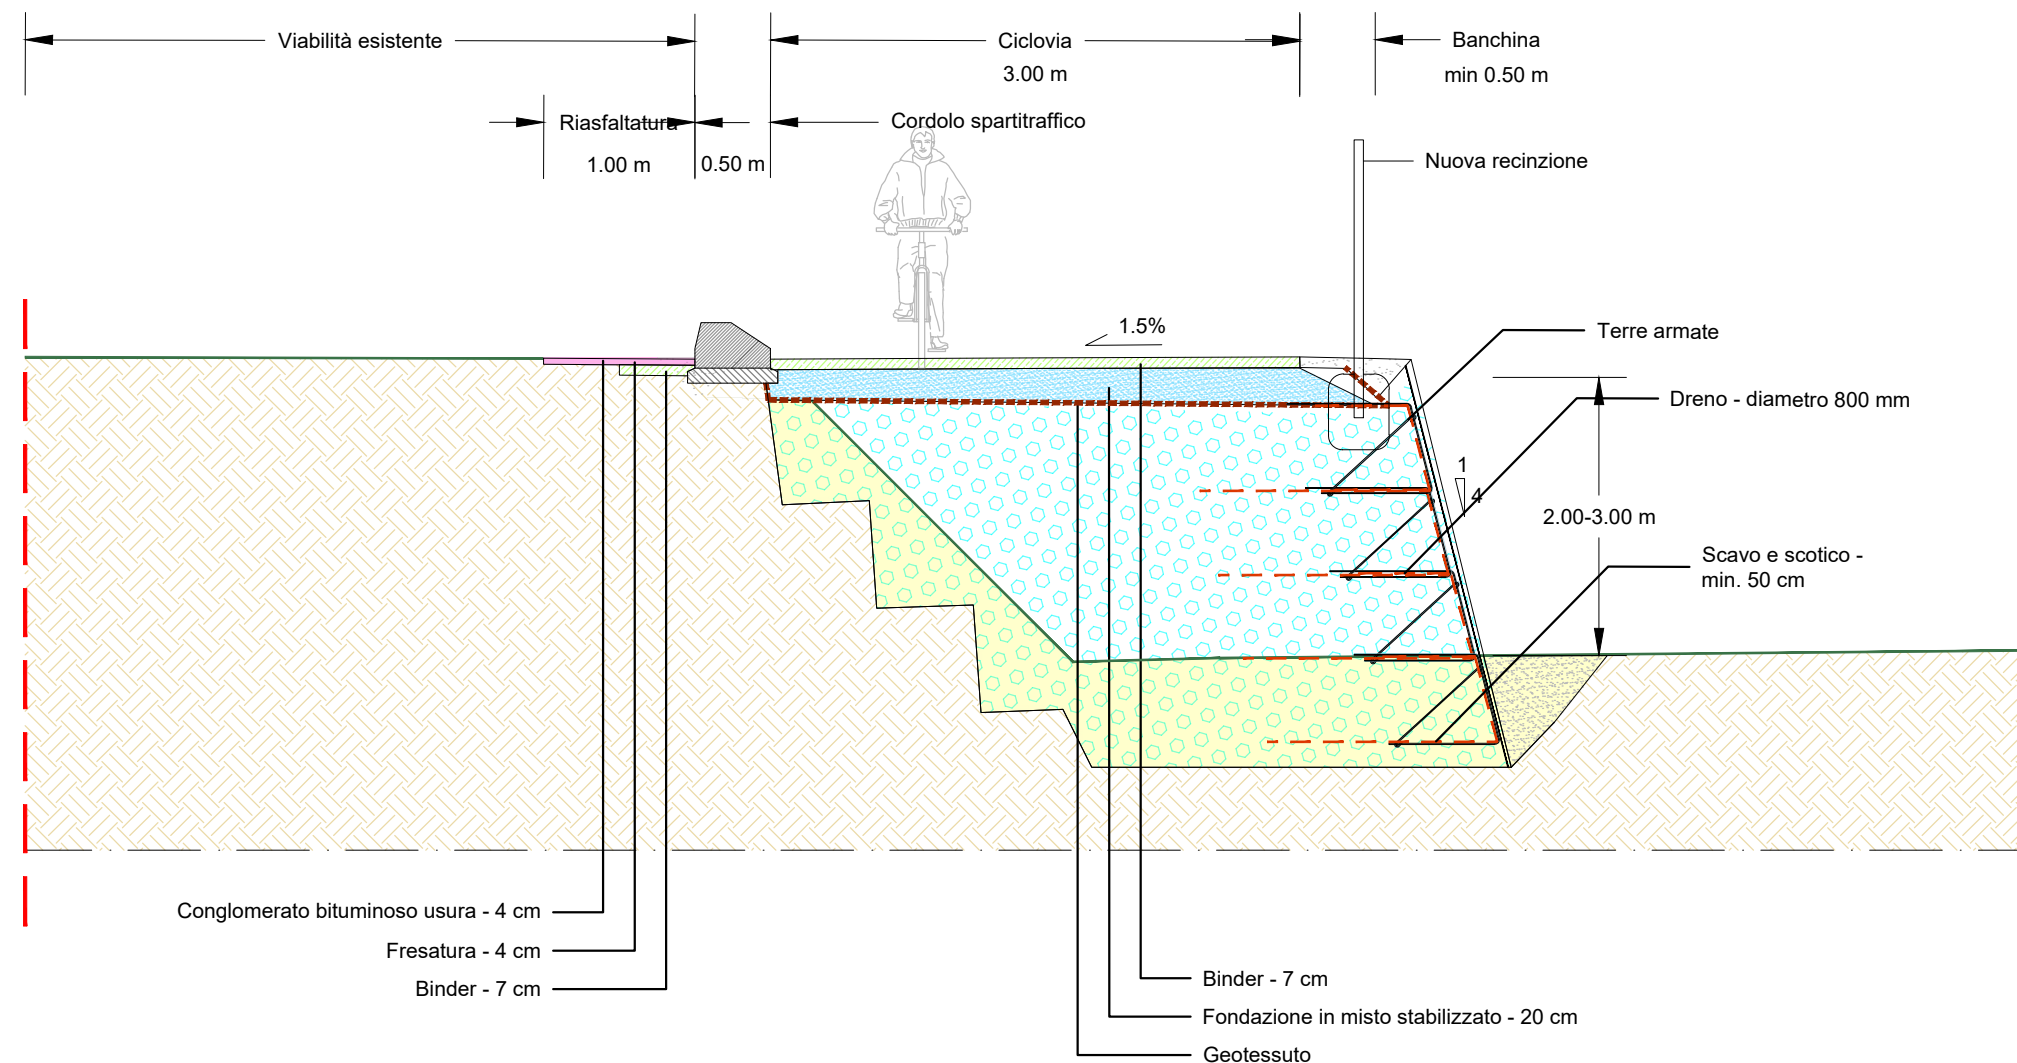 Viabilità esistente
Ciclovia
3.00 m
Banchina
min 0.50 m
Riasfaltatura
1.00 m
0.50 m
Cordolo spartitraffico
Nuova recinzione
1.5%
Terre armate
Dreno - diametro 800 mm
1
4
2.00-3.00 m
Scavo e scotico -
min. 50 cm
Conglomerato bituminoso usura - 4 cm
Fresatura - 4 cm
Binder - 7 cm
Binder - 7 cm
Fondazione in misto stabilizzato - 20 cm
Geotessuto